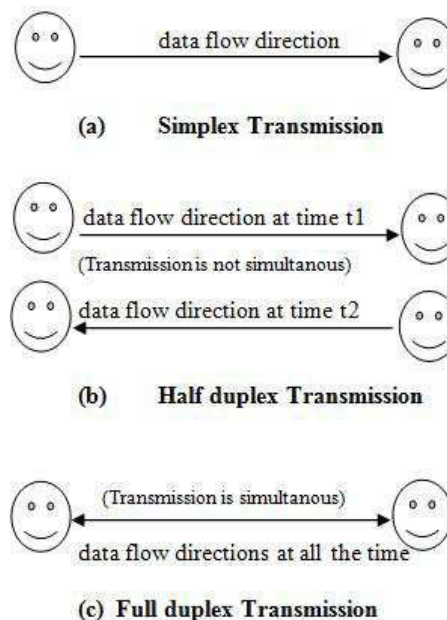 data flow direction
(a) Simplex Transmission
data flow direction at time t1
(Transmission is not simultanous)
data flow direction at time t2
(b) Half duplex Transmission
(Transmission is simultanous)
data flow directions at all the time
(c) Full duplex Transmission